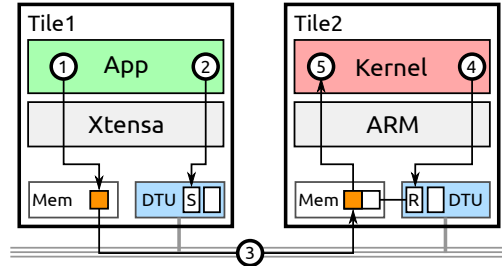 Tile1
1 App 2
Xtensa
Mem
DTU S
Tile2
5 Kernel 4
ARM
Mem
R DTU
3